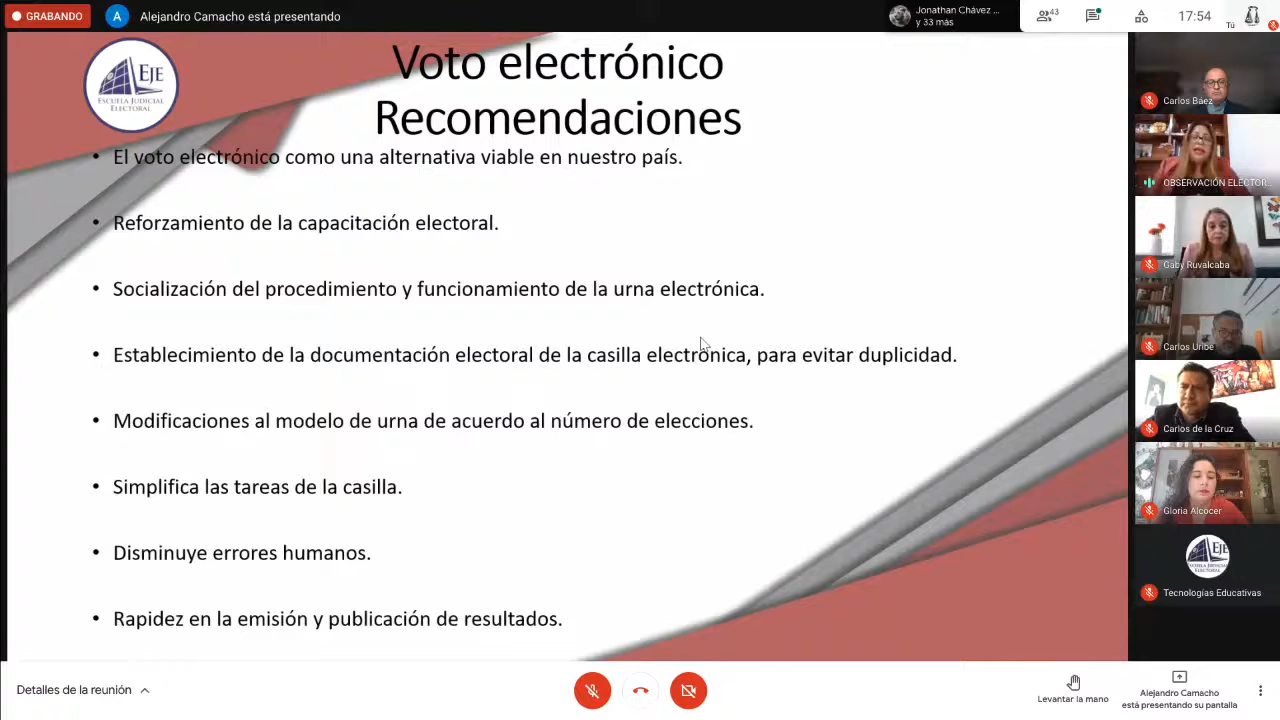 GRABANDO
A
Alejandro Camacho está presentando
Jonathan Chávez ...
y 33 más
43
17:54
Tú
EJE
ESCUELA JUDICIAL
ELECTORAL
Voto electrónico
Recomendaciones
• El voto electrónico como una alternativa viable en nuestro país.
• Reforzamiento de la capacitación electoral.
• Socialización del procedimiento y funcionamiento de la urna electrónica.
• Establecimiento de la documentación electoral de la casilla electrónica, para evitar duplicidad.
• Modificaciones al modelo de urna de acuerdo al número de elecciones.
• Simplifica las tareas de la casilla.
• Disminuye errores humanos.
• Rapidez en la emisión y publicación de resultados.
Carlos Báez
OBSERVACIÓN ELECTOR...
Gaby Ruvalcaba
Carlos Uribe
Carlos de la Cruz
Gloria Alcocer
EJE
ESCUELA JUDICIAL
ELECTORAL
Tecnologías Educativas
Detalles de la reunión
Levantar la mano
Alejandro Camacho
está presentando su pantalla